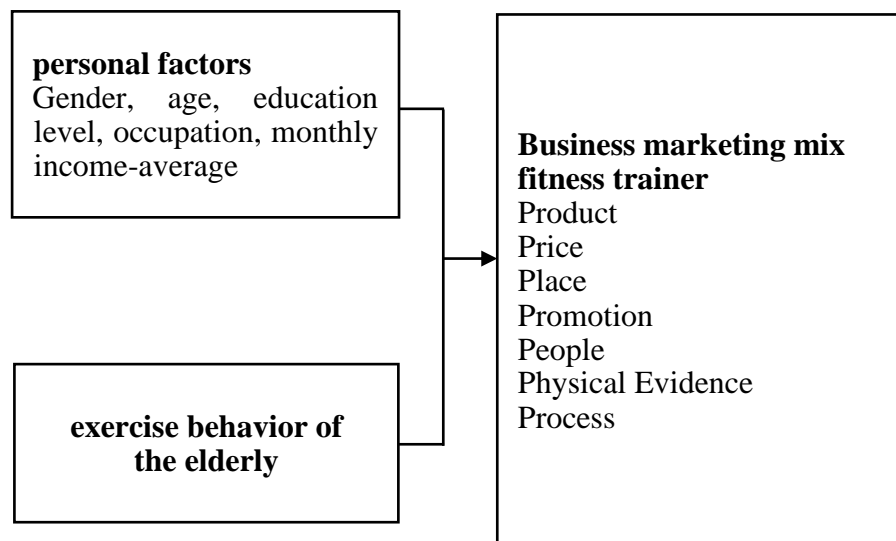 personal factors
Gender, age, education
level, occupation, monthly
income-average
exercise behavior of
the elderly
Business marketing mix
fitness trainer
Product
Price
Place
Promotion
People
Physical Evidence
Process